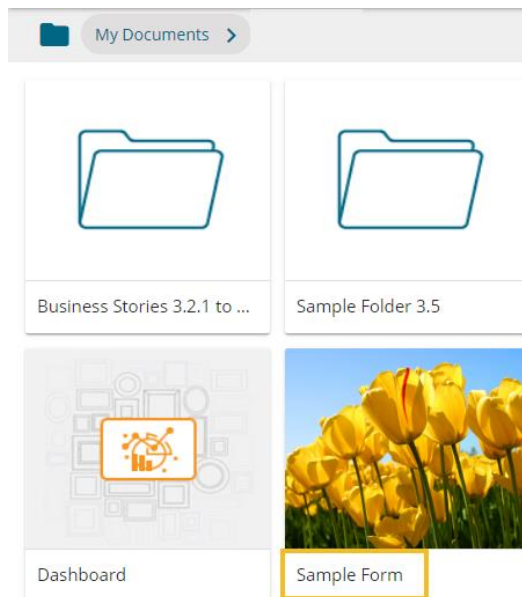 My Documents
Business Stories 3.2.1 to ...
Sample Folder 3.5
Dashboard
Sample Form